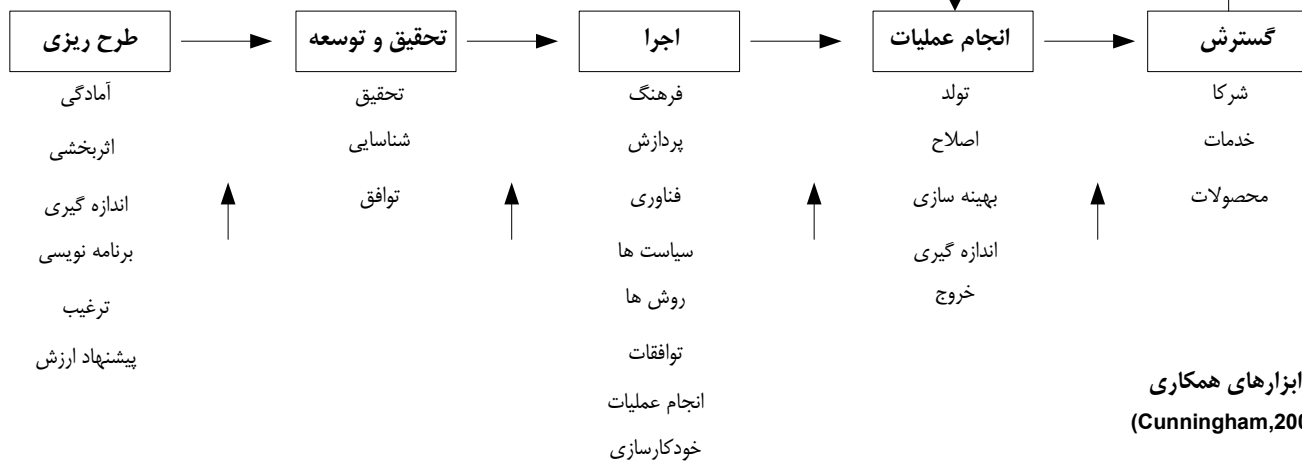 طرح ریزی
آمادگی
اثربخشی
اندازه گیری
برنامه نویسی
ترغیب
پیشنهاد ارزش
تحقیق و توسعه
تحقیق
شناسایی
توافق
اجرا
فرهنگ
پردازش
فناوری
سیاست ها
روش ها
توافقات
انجام عملیات
خودکارسازی
انجام عملیات
تولد
اصلاح
بهینه سازی
اندازه گیری
خروج
گسترش
شرکا
خدمات
محصولات
ابزارهای همکاری
(Cunningham,200